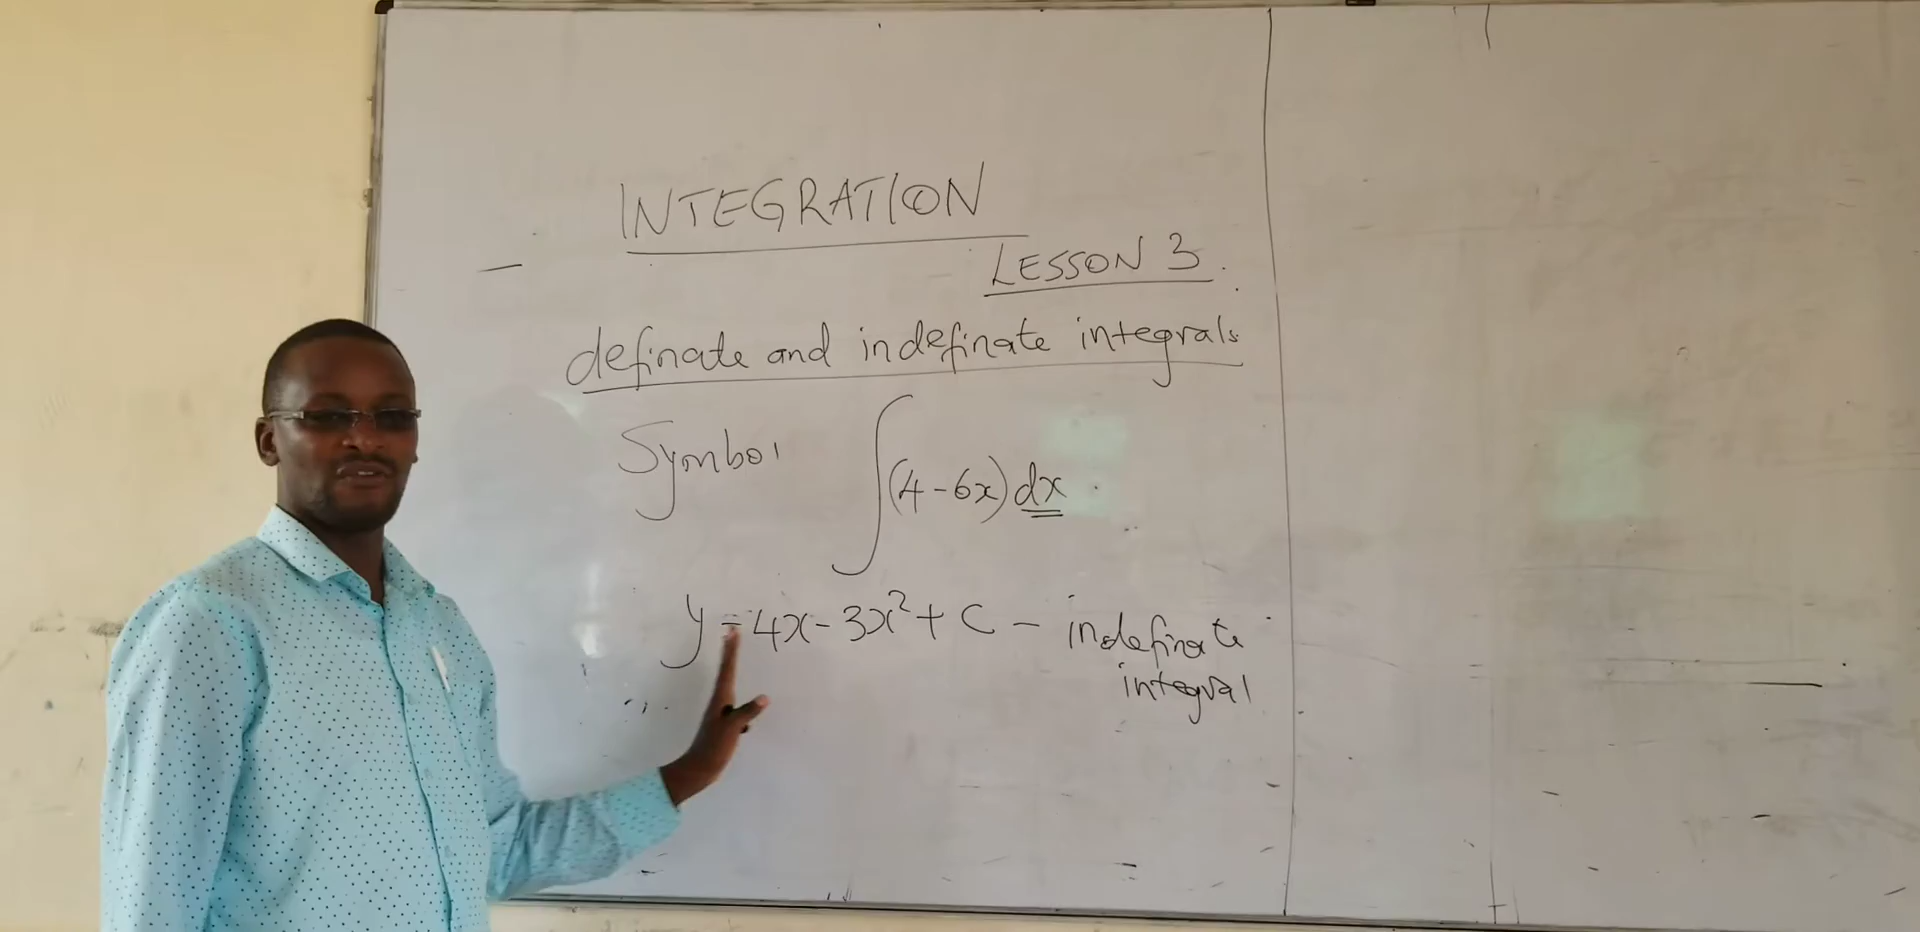 INTEGRATION
LESSON 3.
definate and indefinate integrals
Symbol ∫(4-6x)dx
y=4x-3x²+c - indefinate
integral